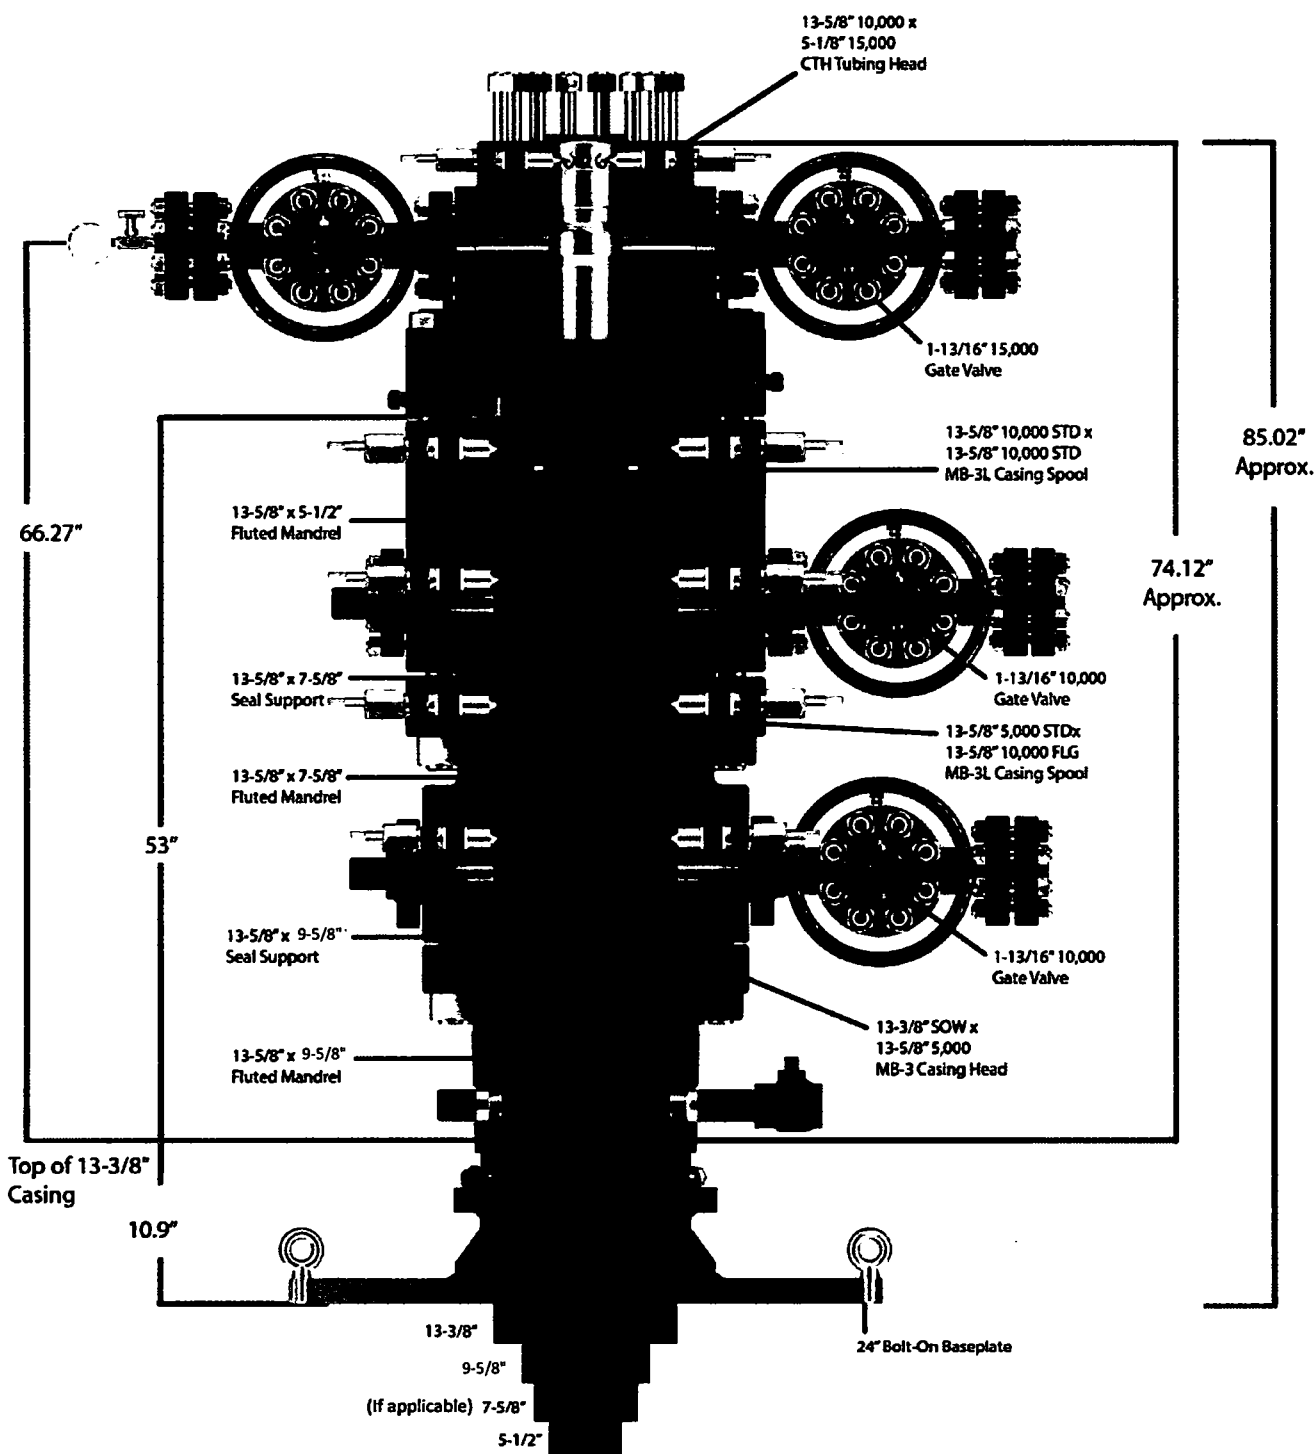 13-5/8" 10,000 x
5-1/8" 15,000
CTH Tubing Head
1-13/16" 15,000
Gate Valve
13-5/8" 10,000 STD x
13-5/8" 10,000 STD
MB-3L Casing Spool
85.02"
Approx.
66.27"
13-5/8" x 5-1/2"
Fluted Mandrel
74.12"
Approx.
13-5/8" x 7-5/8"
Seal Support
1-13/16" 10,000
Gate Valve
13-5/8" 5,000 STDx
13-5/8" 10,000 FLG
MB-3L Casing Spool
13-5/8" x 7-5/8"
Fluted Mandrel
53"
13-5/8" x 9-5/8"
Seal Support
1-13/16" 10,000
Gate Valve
13-3/8" SOW x
13-5/8" 5,000
MB-3 Casing Head
13-5/8" x 9-5/8"
Fluted Mandrel
Top of 13-3/8"
Casing
10.9"
13-3/8"
24" Bolt-On Baseplate
9-5/8"
(If applicable) 7-5/8"
5-1/2"